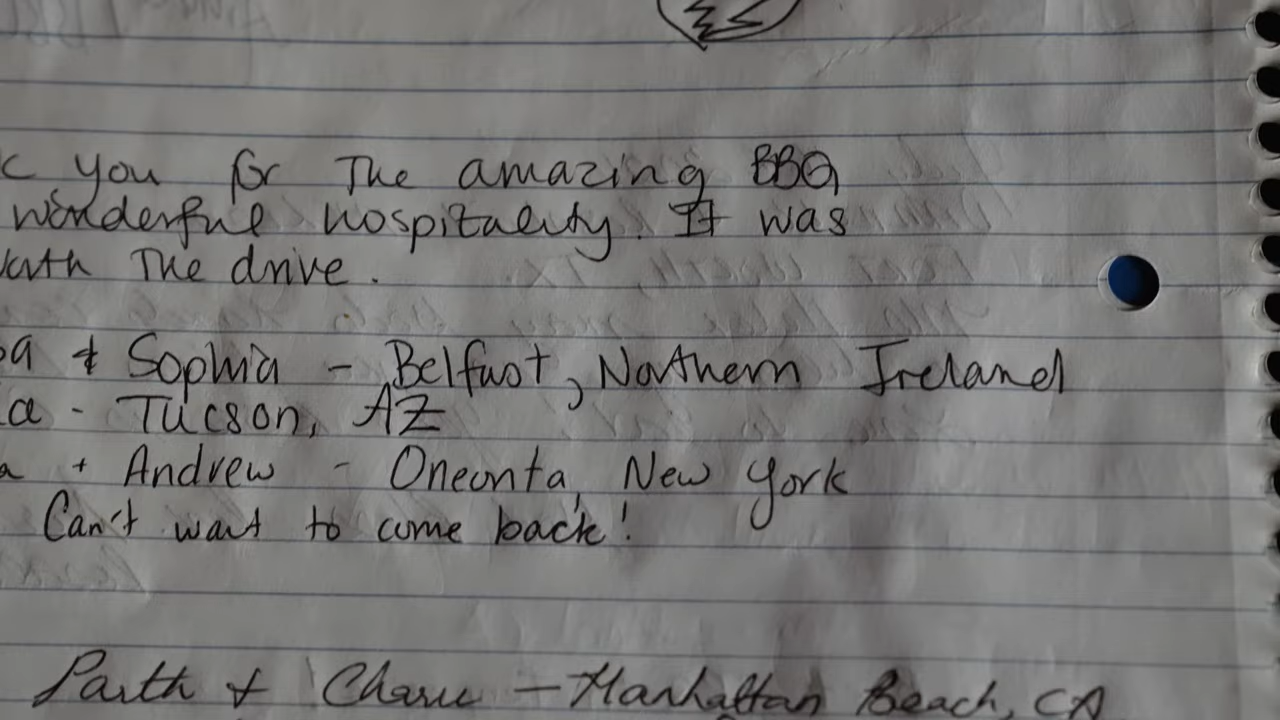 you for The amazing BBQ
wonderful hospitality. It was
The drive.
& Sophia - Belfast, Northern Ireland
- Tucson, AZ
+ Andrew - Oneonta, New York
Can't wait to come back!
Parth & Charu - Manhattan Beach, CA